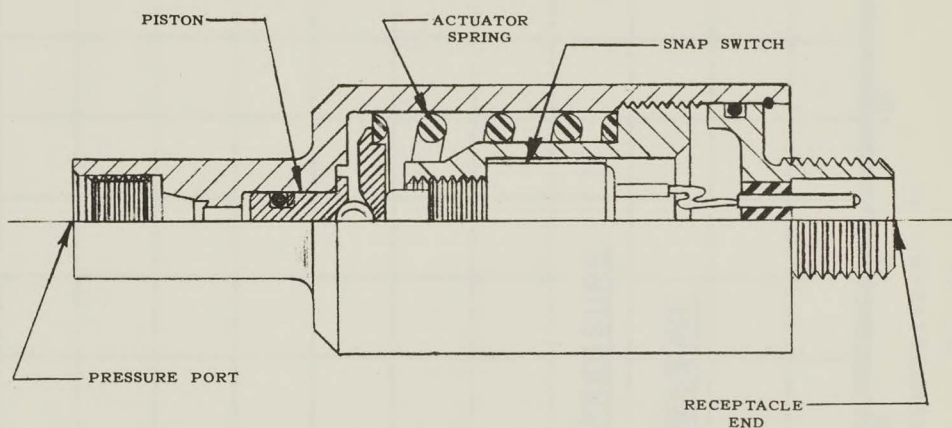 PISTON
ACTUATOR
SPRING
SNAP SWITCH
PRESSURE PORT
RECEPTACLE
END